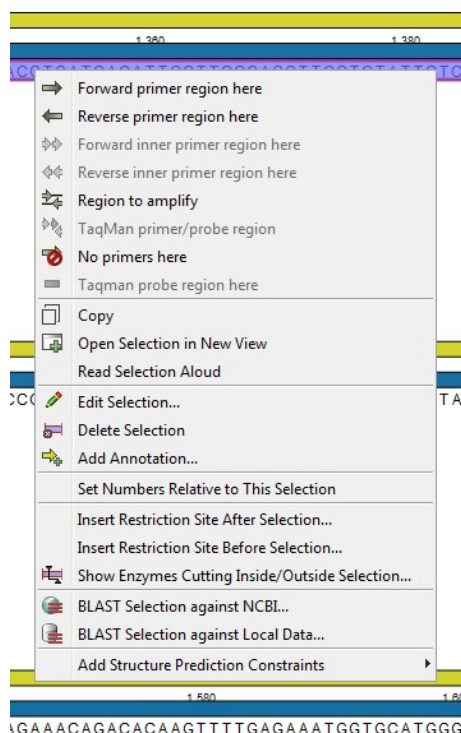 1.360 1.380
Forward primer region here
Reverse primer region here
Forward inner primer region here
Reverse inner primer region here
Region to amplify
TaqMan primer/probe region
No primers here
Taqman probe region here
Copy
Open Selection in New View
Read Selection Aloud
CC TA
Edit Selection...
Delete Selection
Add Annotation...
Set Numbers Relative to This Selection
Insert Restriction Site After Selection...
Insert Restriction Site Before Selection...
Show Enzymes Cutting Inside/Outside Selection...
BLAST Selection against NCBI...
BLAST Selection against Local Data...
Add Structure Prediction Constraints
1.580
AGAAACAGACACAAGTTTTGAGAAATGGTGCATGGG